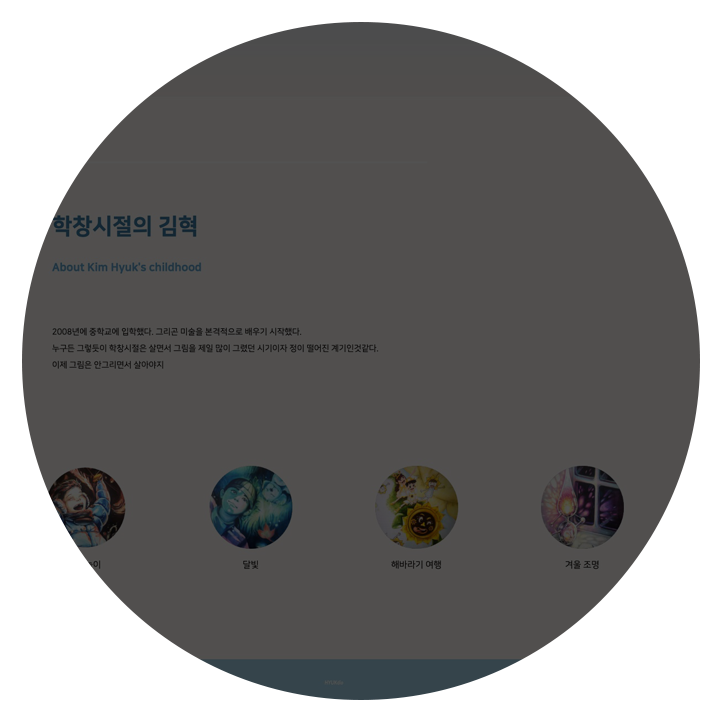 학창시절의 김혁
About Kim Hyuk's childhood
2008년에 중학교에 입학했다. 그리곤 미술을 본격적으로 배우기 시작했다.
누구든 그렇듯이 학창시절은 살면서 그림을 제일 많이 그렸던 시기이자 정이 떨어진 계기인것같다.
이제 그림은 안그리면서 살아야지
달빛
해바라기 여행
겨울 조명